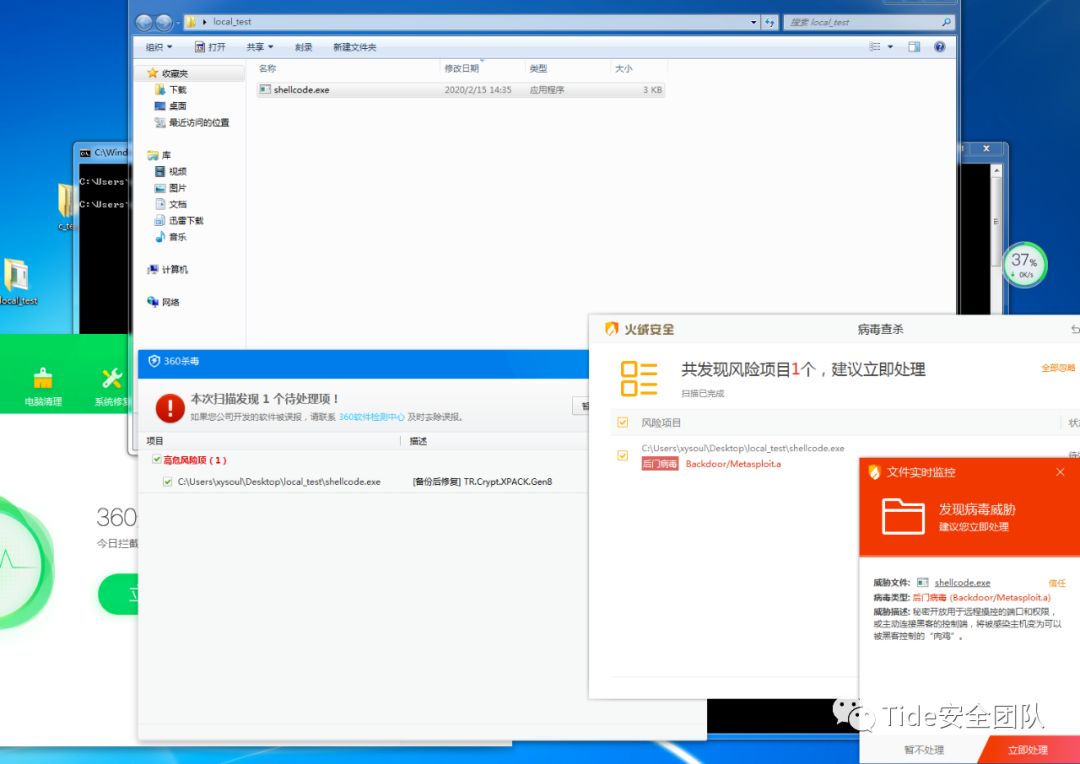 local_test
搜索 local_test
组织 打开 共享 刻录 新建文件夹
名称 修改日期 类型 大小
shellcode.exe 2020/2/15 14:35 应用程序 3 KB
收藏夹
下载
桌面
最近访问的位置
库
视频
图片
文档
迅雷下载
音乐
计算机
网络
C:\Wind
C:\Users
C:\Users
local_test
37%
0K/s
电脑清理 系统修复
360
今日拦截
立
360杀毒
本次扫描发现 1 个待处理项！
如果您公司开发的软件被误报，请联系 360软件检测中心 及时去除误报。
暂
项目 描述
高危风险项（1）
C:\Users\xysoul\Desktop\local_test\shellcode.exe [备份后修复] TR.Crypt.XPACK.Gen8
火绒安全 病毒查杀
共发现风险项目1个，建议立即处理
扫描已完成
全部忽略
风险项目 状
C:\Users\xysoul\Desktop\local_test\shellcode.exe
后门病毒 Backdoor/Metasploit.a
文件实时监控
发现病毒威胁
建议您立即处理
威胁文件: shellcode.exe 信任
病毒类型: 后门病毒 (Backdoor/Metasploit.a)
威胁描述: 秘密开放用于远程操控的端口和权限，
或主动连接黑客的控制端，将被感染主机变为可以
被黑客控制的“肉鸡”。
Tide安全团队
暂不处理 立即处理